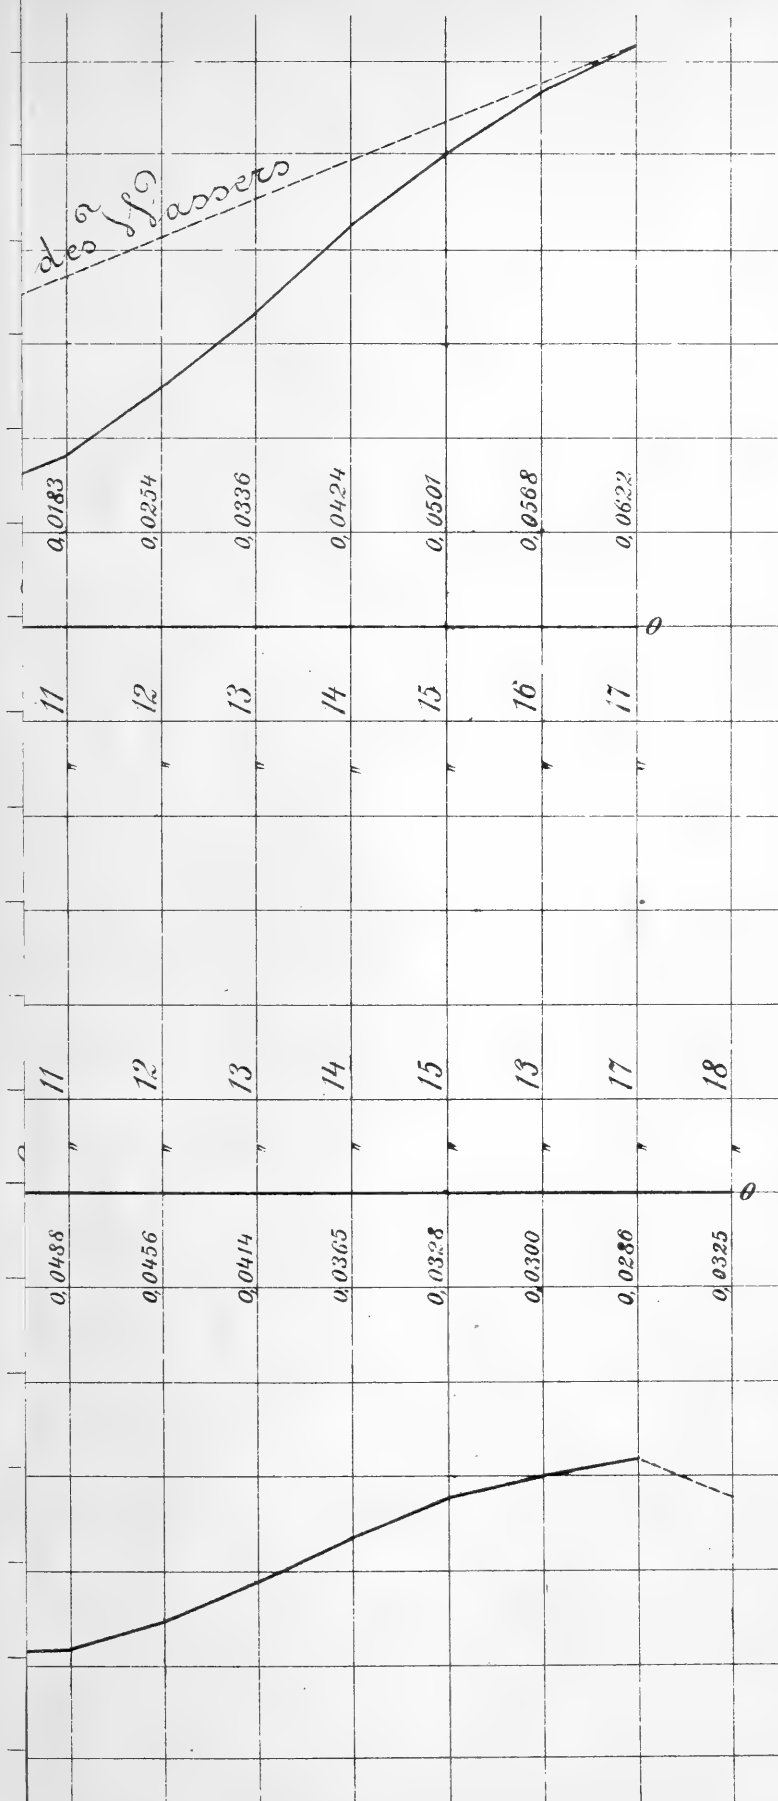 des Wassers
0,0183 0,0254 0,0336 0,0424 0,0501 0,0568 0,0622
0
11 12 13 14 15 16 17
" " " " " " "
11 12 13 14 15 13 17 18
" " " " " " " "
0
0,0488 0,0456 0,0414 0,0365 0,0328 0,0300 0,0286 0,0325